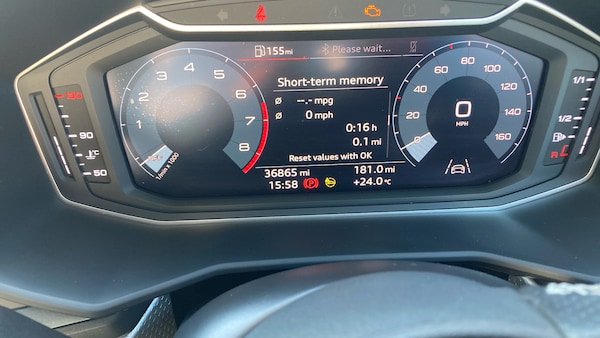 155mi Please wait...
Short-term memory
Ø --.- mpg
Ø 0 mph
0:16 h
0.1 mi
Reset values with OK
36865 mi 181.0 mi
15:58 P +24.0°C
1 2 3 4 5 6 7 8
1/min x 1000
0 20 40 60 80 100 120 140 160
0
MPH
130
90
°C
50
1/1
1/2
R